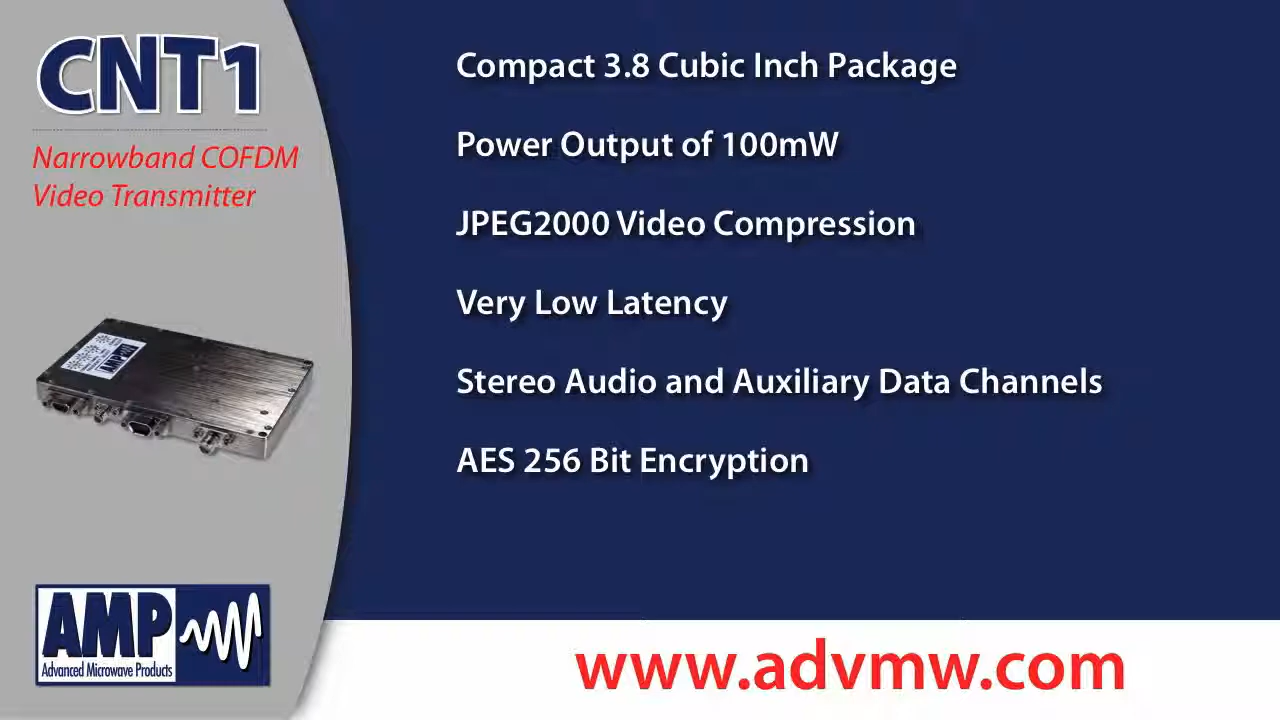 CNT1
Narrowband COFDM
Video Transmitter
Compact 3.8 Cubic Inch Package
Power Output of 100mW
JPEG2000 Video Compression
Very Low Latency
Stereo Audio and Auxiliary Data Channels
AES 256 Bit Encryption
AMP
AMP
Advanced Microwave Products
www.advmw.com